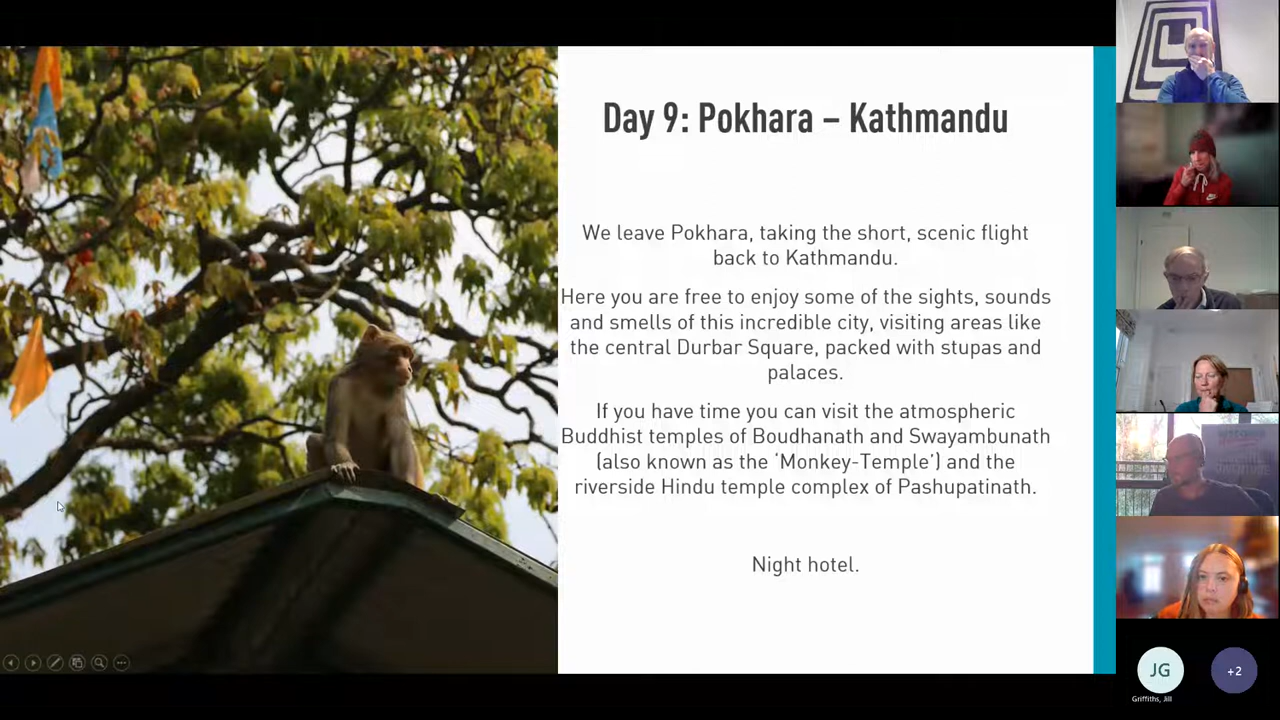 Day 9: Pokhara – Kathmandu
We leave Pokhara, taking the short, scenic flight
back to Kathmandu.
Here you are free to enjoy some of the sights, sounds
and smells of this incredible city, visiting areas like
the central Durbar Square, packed with stupas and
palaces.
If you have time you can visit the atmospheric
Buddhist temples of Boudhanath and Swayambunath
(also known as the ‘Monkey-Temple’) and the
riverside Hindu temple complex of Pashupatinath.
Night hotel.
JG
+2
Griffiths, Jill